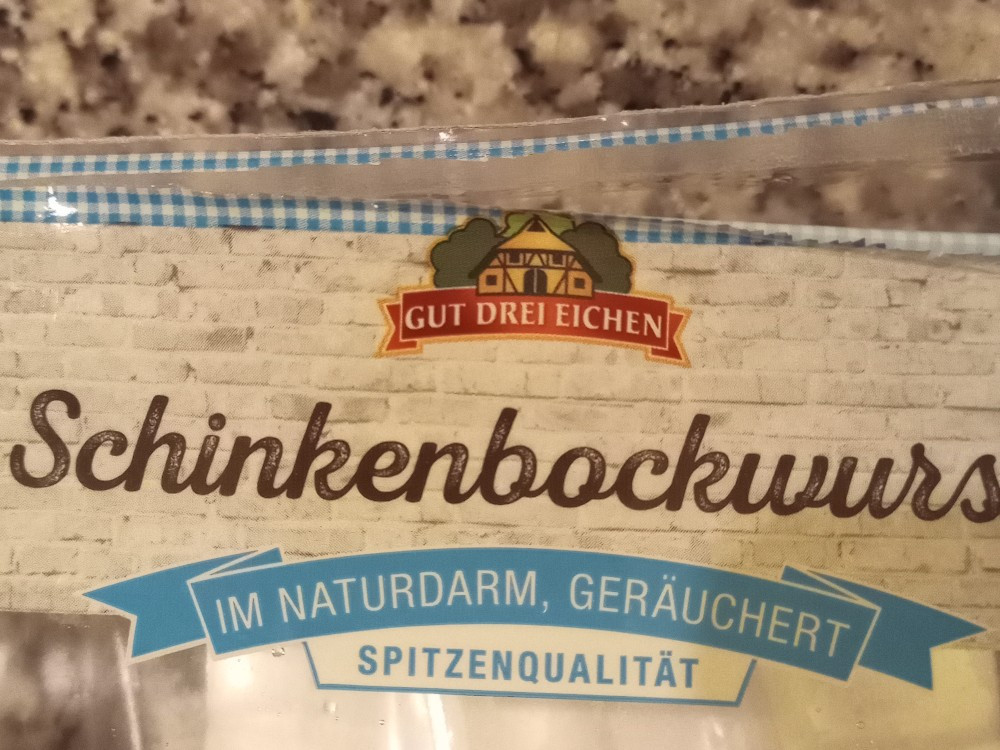 GUT DREI EICHEN
Schinkenbockwurs
IM NATURDARM, GERÄUCHERT
SPITZENQUALITÄT